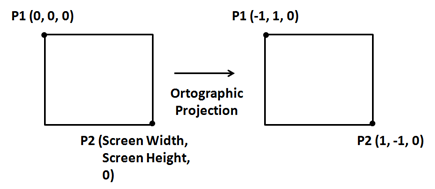 P1 (0, 0, 0)
P1 (-1, 1, 0)
Ortographic
Projection
P2 (Screen Width,
Screen Height,
0)
P2 (1, -1, 0)